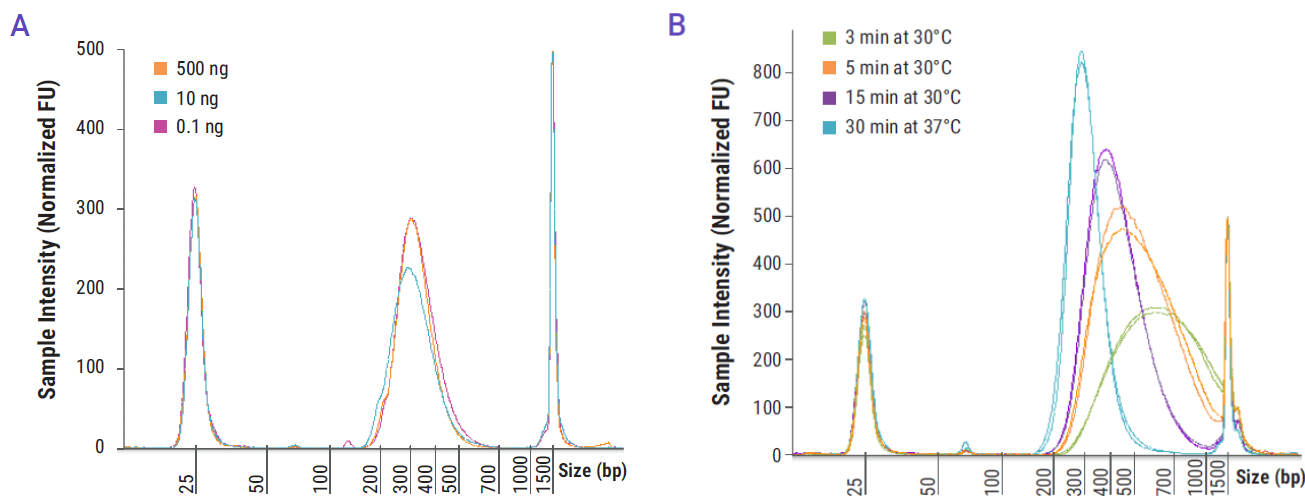 A
Sample Intensity (Normalized FU)
500
400
300
200
100
0
500 ng
10 ng
0.1 ng
25
50
100
200
300
400
500
700
1000
1500
Size (bp)
B
Sample Intensity (Normalized FU)
800
700
600
500
400
300
200
100
0
3 min at 30°C
5 min at 30°C
15 min at 30°C
30 min at 37°C
25
50
100
200
300
400
500
700
1000
1500
Size (bp)